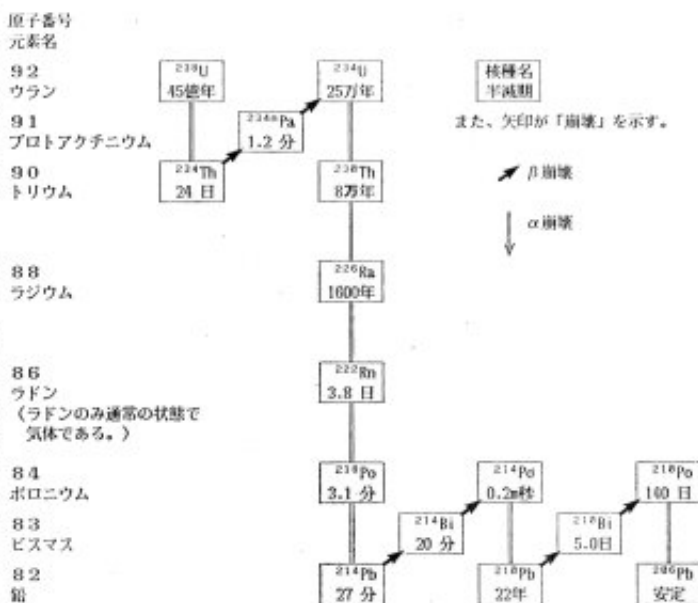 原子番号
元素名
92
ウラン
²³⁸U
45億年
²³⁴U
25万年
核種名
半減期
91
プロトアクチニウム
1.2 分
また、矢印が「崩壊」を示す。
90
トリウム
²³⁴Th
24 日
²³⁰Th
8万年
β崩壊
α崩壊
88
ラジウム
²²⁶Ra
1600年
86
ラドン
(ラドンのみ通常の状態で
気体である。)
²²²Rn
3.8 日
84
ポロニウム
²¹⁸Po
3.1 分
²¹⁴Po
0.2m秒
²¹⁰Po
140 日
83
ビスマス
²¹⁴Bi
20 分
²¹⁰Bi
5.0日
82
鉛
²¹⁴Pb
27 分
²¹⁰Pb
22年
²⁰⁶Pb
安定